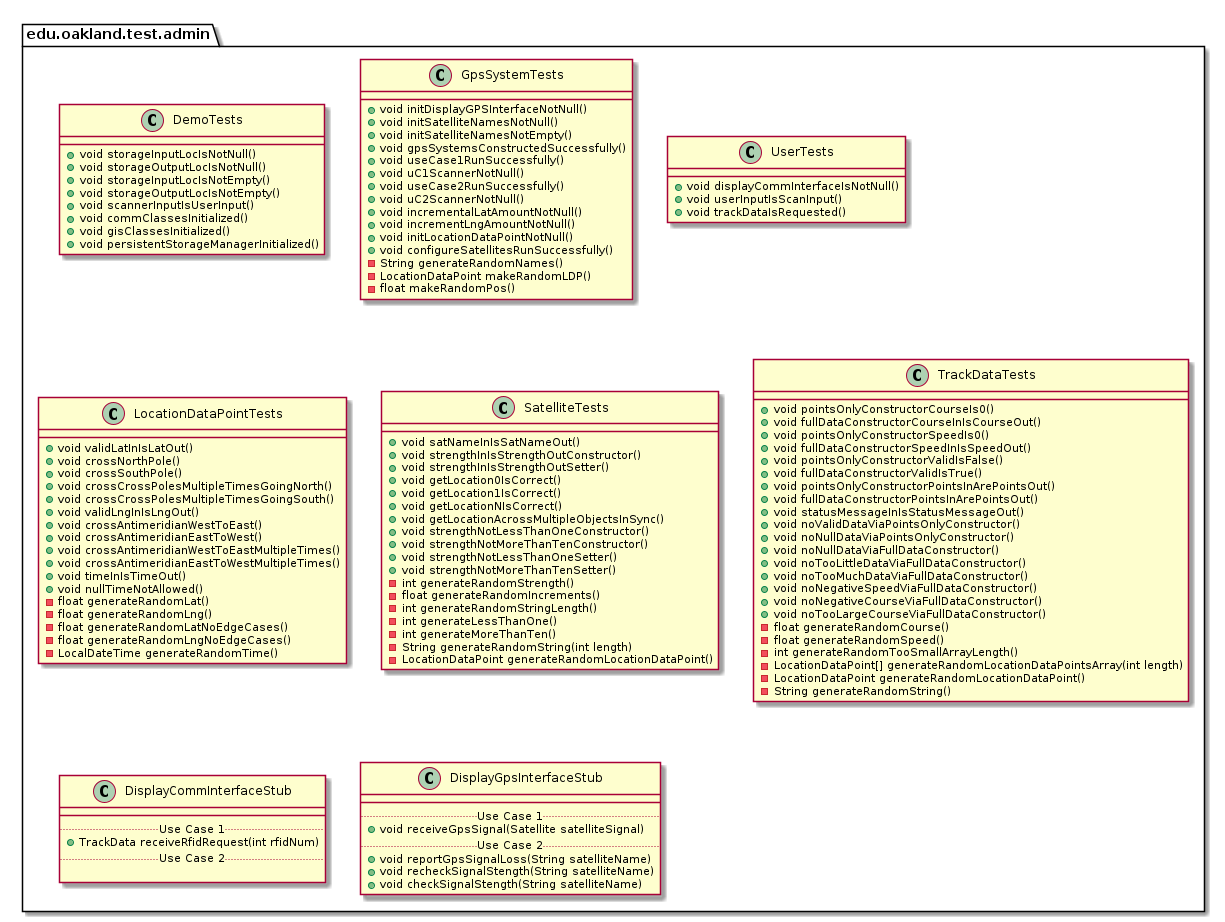 edu.oakland.test.admin
C DemoTests
void storageInputLocIsNotNull()
void storageOutputLocIsNotNull()
void storageInputLocIsNotEmpty()
void storageOutputLocIsNotEmpty()
void scannerInputIsUserInput()
void commClassesInitialized()
void gisClassesInitialized()
void persistentStorageManagerInitialized()
C GpsSystemTests
void initDisplayGPSInterfaceNotNull()
void initSatelliteNamesNotNull()
void initSatelliteNamesNotEmpty()
void gpsSystemsConstructedSuccessfully()
void useCase1RunSuccessfully()
void uC1ScannerNotNull()
void useCase2RunSuccessfully()
void uC2ScannerNotNull()
void incrementalLatAmountNotNull()
void incrementLngAmountNotNull()
void initLocationDataPointNotNull()
void configureSatellitesRunSuccessfully()
String generateRandomNames()
LocationDataPoint makeRandomLDP()
float makeRandomPos()
C UserTests
void displayCommInterfaceIsNotNull()
void userInputIsScanInput()
void trackDataIsRequested()
C LocationDataPointTests
void validLatInIsLatOut()
void crossNorthPole()
void crossSouthPole()
void crossCrossPolesMultipleTimesGoingNorth()
void crossCrossPolesMultipleTimesGoingSouth()
void validLngInIsLngOut()
void crossAntimeridianWestToEast()
void crossAntimeridianEastToWest()
void crossAntimeridianWestToEastMultipleTimes()
void crossAntimeridianEastToWestMultipleTimes()
void timeInIsTimeOut()
void nullTimeNotAllowed()
float generateRandomLat()
float generateRandomLng()
float generateRandomLatNoEdgeCases()
float generateRandomLngNoEdgeCases()
LocalDateTime generateRandomTime()
C SatelliteTests
void satNameInIsSatNameOut()
void strengthInIsStrengthOutConstructor()
void strengthInIsStrengthOutSetter()
void getLocation0IsCorrect()
void getLocation1IsCorrect()
void getLocationNIsCorrect()
void getLocationAcrossMultipleObjectsInSync()
void strengthNotLessThanOneConstructor()
void strengthNotMoreThanTenConstructor()
void strengthNotLessThanOneSetter()
void strengthNotMoreThanTenSetter()
int generateRandomStrength()
float generateRandomIncrements()
int generateRandomStringLength()
int generateLessThanOne()
int generateMoreThanTen()
String generateRandomString(int length)
LocationDataPoint generateRandomLocationDataPoint()
C TrackDataTests
void pointsOnlyConstructorCourseIs0()
void fullDataConstructorCourseInIsCourseOut()
void pointsOnlyConstructorSpeedIs0()
void fullDataConstructorSpeedInIsSpeedOut()
void pointsOnlyConstructorValidIsFalse()
void fullDataConstructorValidIsTrue()
void pointsOnlyConstructorPointsInArePointsOut()
void fullDataConstructorPointsInArePointsOut()
void statusMessageInIsStatusMessageOut()
void noValidDataViaPointsOnlyConstructor()
void noNullDataViaPointsOnlyConstructor()
void noNullDataViaFullDataConstructor()
void noTooLittleDataViaFullDataConstructor()
void noTooMuchDataViaFullDataConstructor()
void noNegativeSpeedViaFullDataConstructor()
void noNegativeCourseViaFullDataConstructor()
void noTooLargeCourseViaFullDataConstructor()
float generateRandomCourse()
float generateRandomSpeed()
int generateRandomTooSmallArrayLength()
LocationDataPoint[] generateRandomLocationDataPointsArray(int length)
LocationDataPoint generateRandomLocationDataPoint()
String generateRandomString()
C DisplayCommInterfaceStub
Use Case 1
TrackData receiveRfidRequest(int rfidNum)
Use Case 2
C DisplayGpsInterfaceStub
Use Case 1
void receiveGpsSignal(Satellite satelliteSignal)
Use Case 2
void reportGpsSignalLoss(String satelliteName)
void recheckSignalStength(String satelliteName)
void checkSignalStength(String satelliteName)